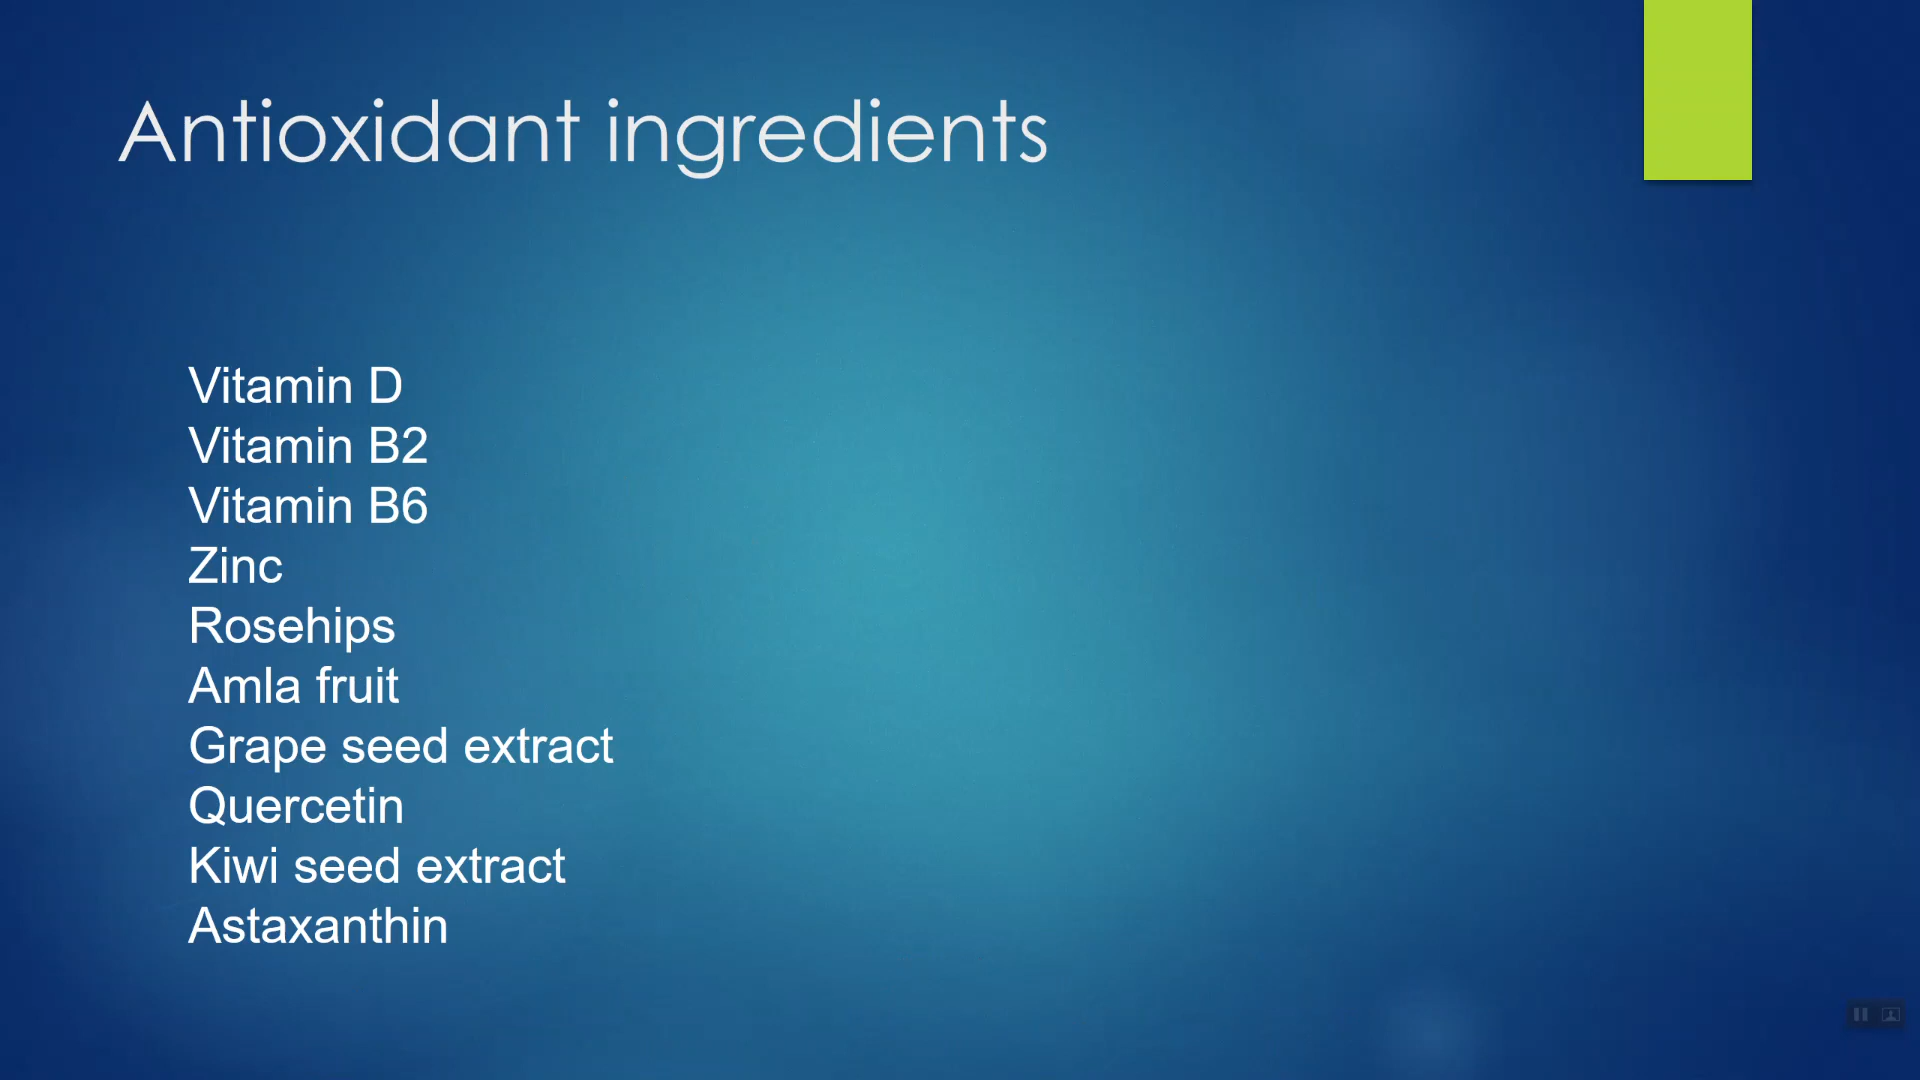 Antioxidant ingredients
Vitamin D
Vitamin B2
Vitamin B6
Zinc
Rosehips
Amla fruit
Grape seed extract
Quercetin
Kiwi seed extract
Astaxanthin